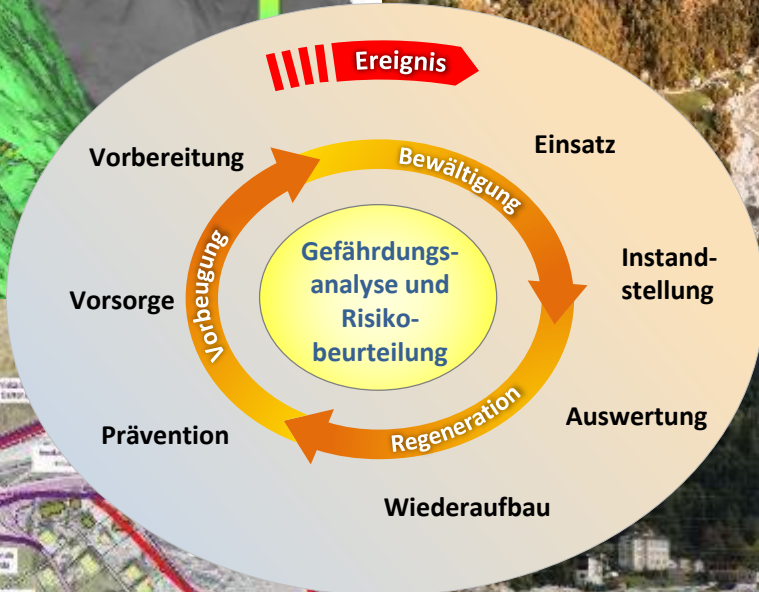 Ereignis
Vorbereitung
Bewältigung
Einsatz
Gefährdungs-
analyse und
Risiko-
beurteilung
Instand-
stellung
Vorbeugung
Vorsorge
Auswertung
Regeneration
Prävention
Wiederaufbau